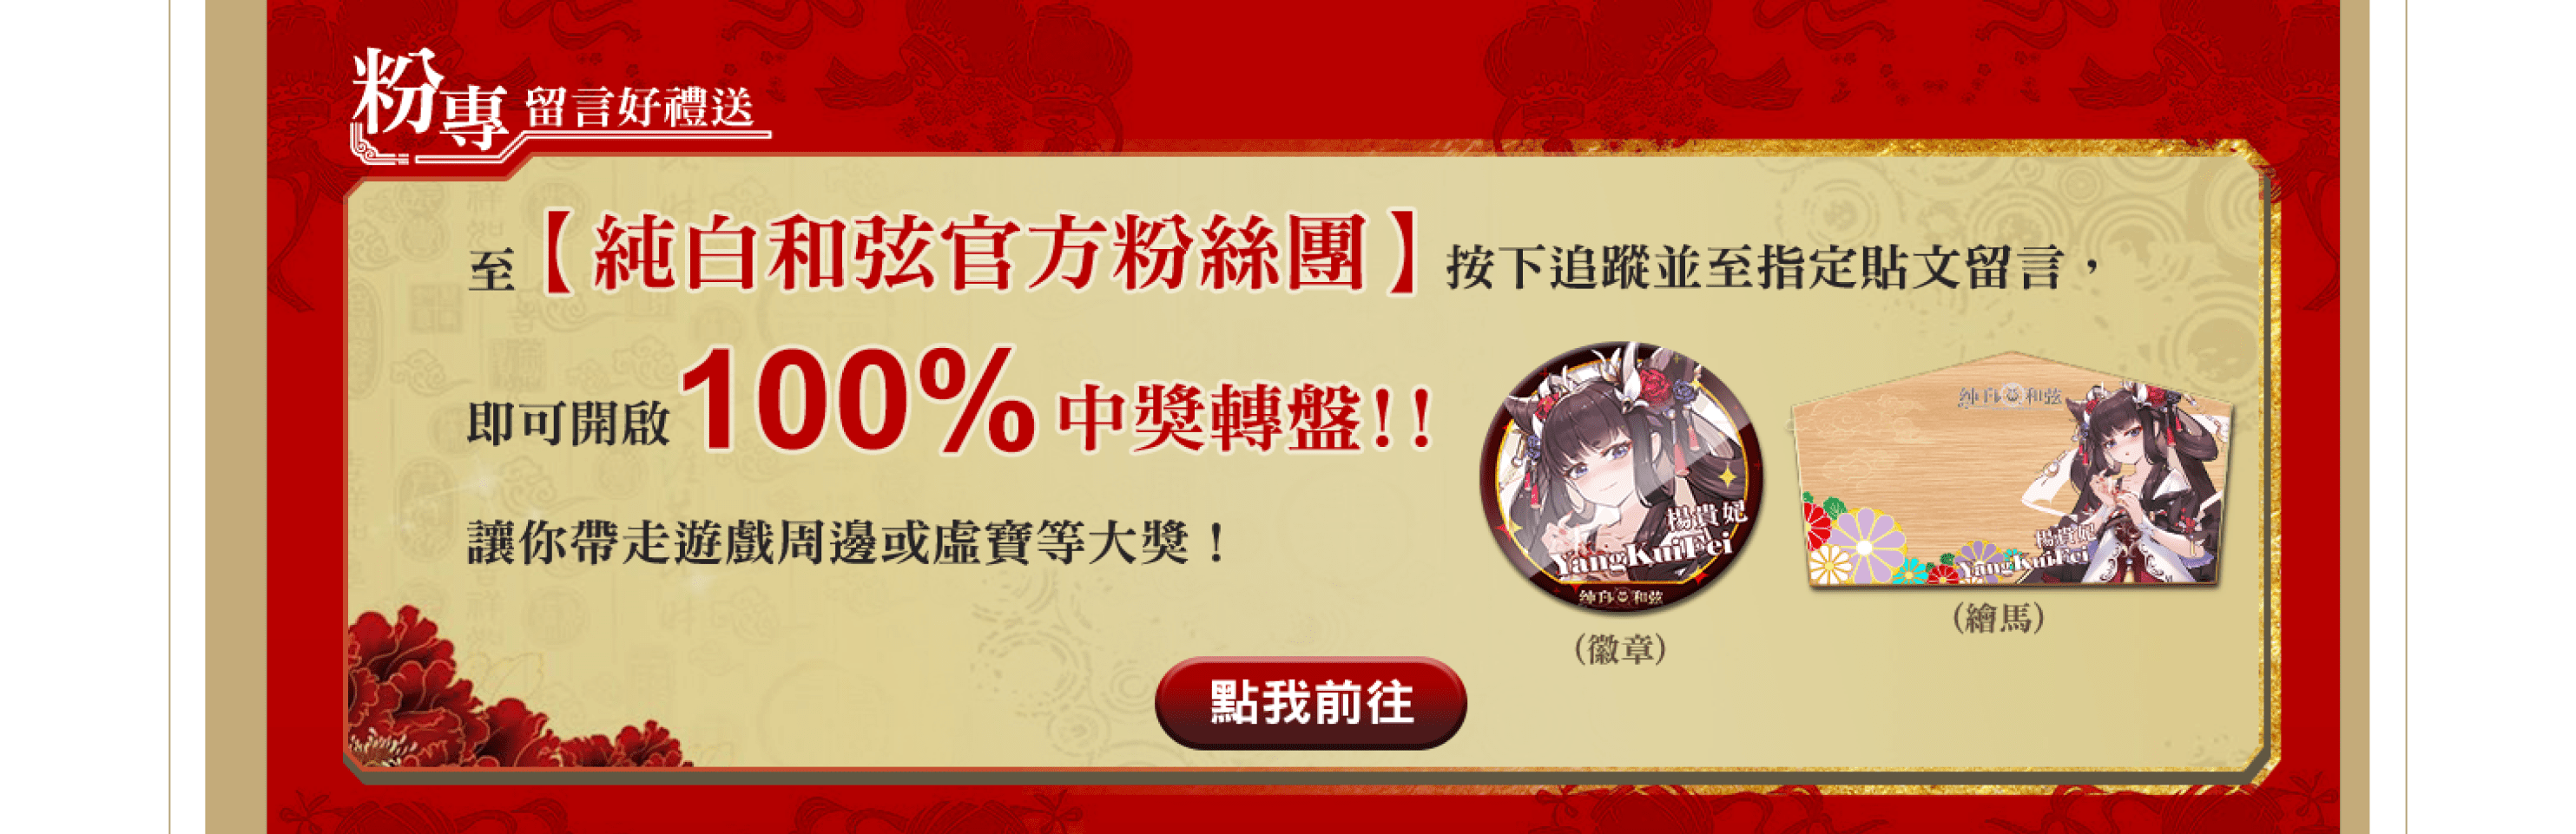 粉專 留言好禮送
至【純白和弦官方粉絲團】按下追蹤並至指定貼文留言，
即可開啟100%中獎轉盤!!
讓你帶走遊戲周邊或虛寶等大獎！
楊貴妃
YangKuiFei
純白和弦
(徽章)
純白和弦
楊貴妃
YangKuiFei
(繪馬)
點我前往